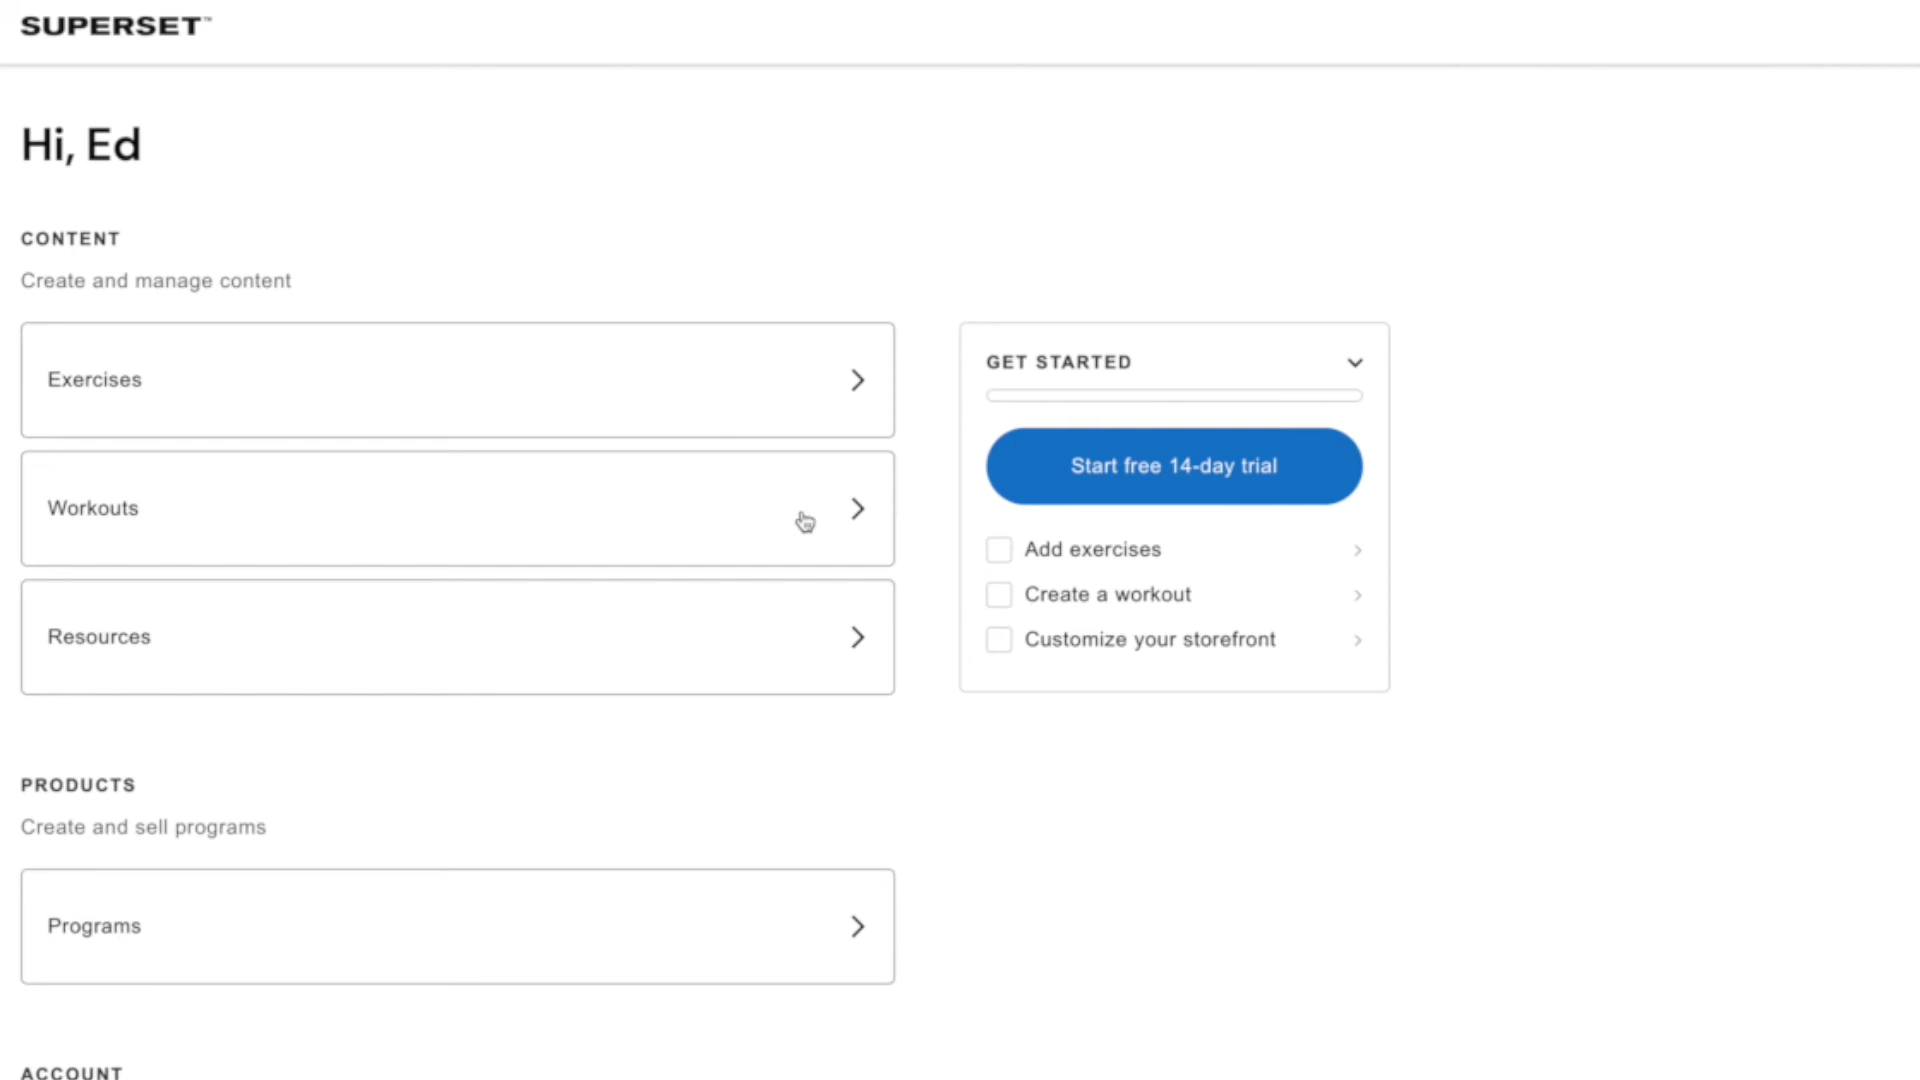 SUPERSET™
Hi, Ed
CONTENT
Create and manage content
Exercises
Workouts
Resources
GET STARTED
Start free 14-day trial
Add exercises
Create a workout
Customize your storefront
PRODUCTS
Create and sell programs
Programs
ACCOUNT